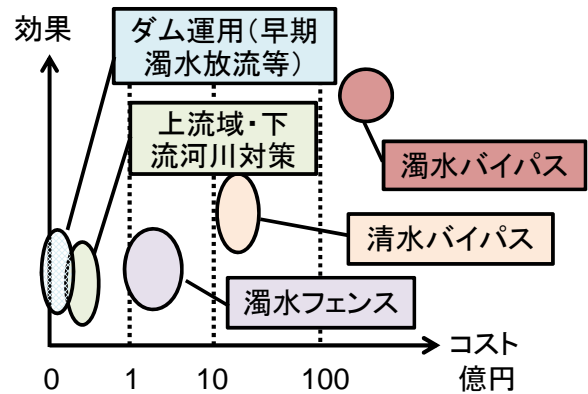 効果
ダム運用（早期
濁水放流等）
上流域・下
流河川対策
濁水バイパス
清水バイパス
濁水フェンス
コスト
億円
0 1 10 100